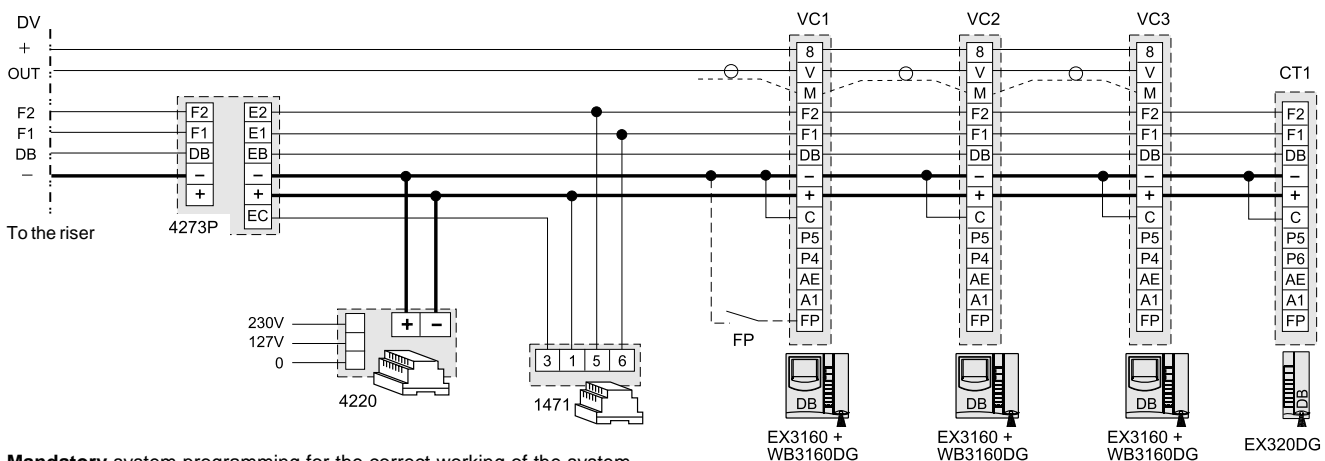 DV
+
OUT
F2
F1
DB
–
To the riser
F2
F1
DB
–
+
4273P
E2
E1
EB
–
+
EC
230V
127V
0
+ –
4220
3 1 5 6
1471
FP
VC1
8
V
M
F2
F1
DB
–
+
C
P5
P4
AE
A1
FP
DB
EX3160 +
WB3160DG
VC2
8
V
M
F2
F1
DB
–
+
C
P5
P4
AE
A1
FP
DB
EX3160 +
WB3160DG
VC3
8
V
M
F2
F1
DB
–
+
C
P5
P4
AE
A1
FP
DB
EX3160 +
WB3160DG
CT1
F2
F1
DB
–
+
C
P5
P6
AE
A1
FP
DB
EX320DG
Mandatory system programming for the correct working of the system